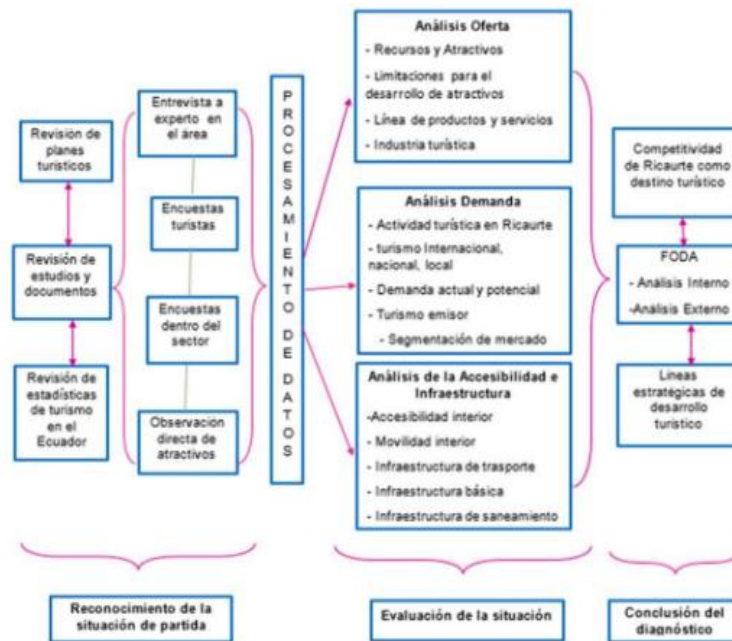 Revisión de
planes
turísticos
Revisión de
estudios y
documentos
Revisión de
estadísticas
de turismo
en el
Ecuador
Entrevista a
experto en
el área
Encuestas
turistas
Encuestas
dentro del
sector
Observación
directa de
atractivos
PROCESAMIENTO DE DATOS
Análisis Oferta
- Recursos y Atractivos
- Limitaciones para el
desarrollo de atractivos
- Línea de productos y servicios
- Industria turística
Análisis Demanda
- Actividad turística en Ricaurte
- turismo Internacional,
nacional, local
- Demanda actual y potencial
- Turismo emisor
- Segmentación de mercado
Análisis de la Accesibilidad e
Infraestructura
-Accesibilidad interior
- Movilidad interior
- Infraestructura de trasporte
- Infraestructura básica
- Infraestructura de saneamiento
Competitividad
de Ricaurte como
destino turístico
FODA
- Análisis Interno
-Análisis Externo
Líneas
estratégicas de
desarrollo
turístico
Reconocimiento de la
situación de partida
Evaluación de la situación
Conclusión del
diagnóstico